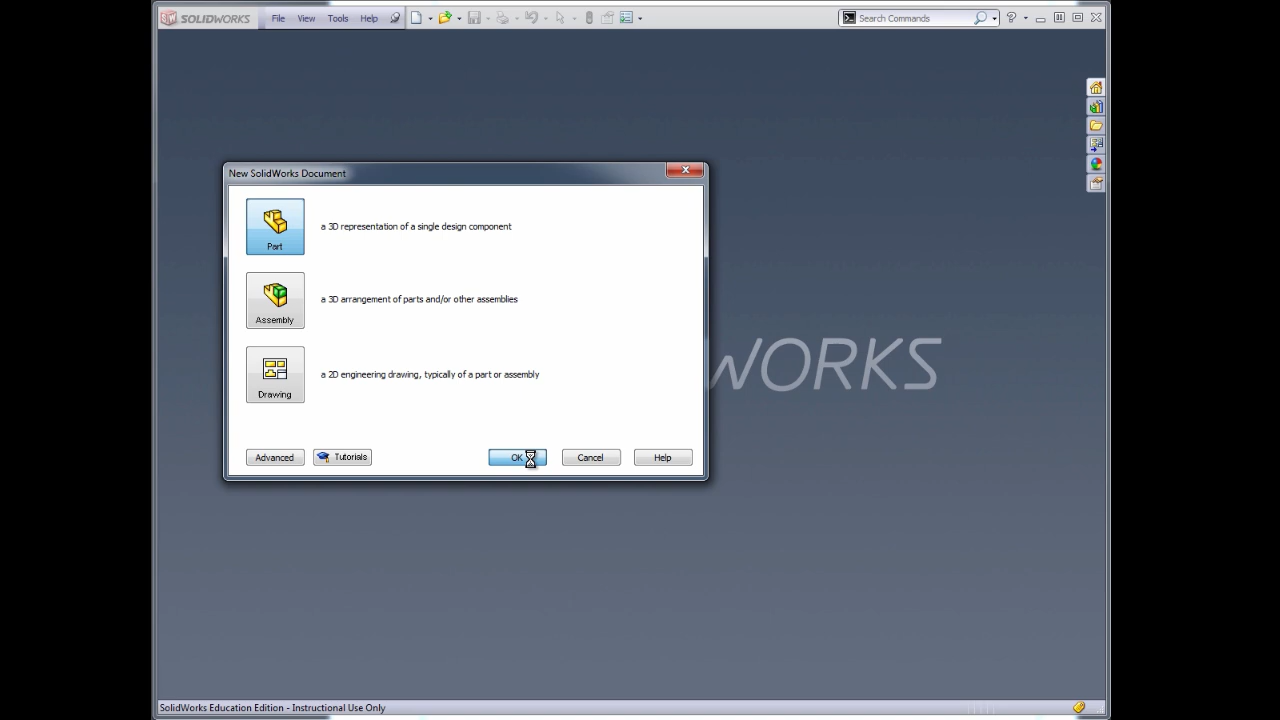 SOLIDWORKS File View Tools Help Search Commands
New SolidWorks Document
Part a 3D representation of a single design component
Assembly a 3D arrangement of parts and/or other assemblies
Drawing a 2D engineering drawing, typically of a part or assembly
WORKS
Advanced Tutorials OK Cancel Help
SolidWorks Education Edition - Instructional Use Only